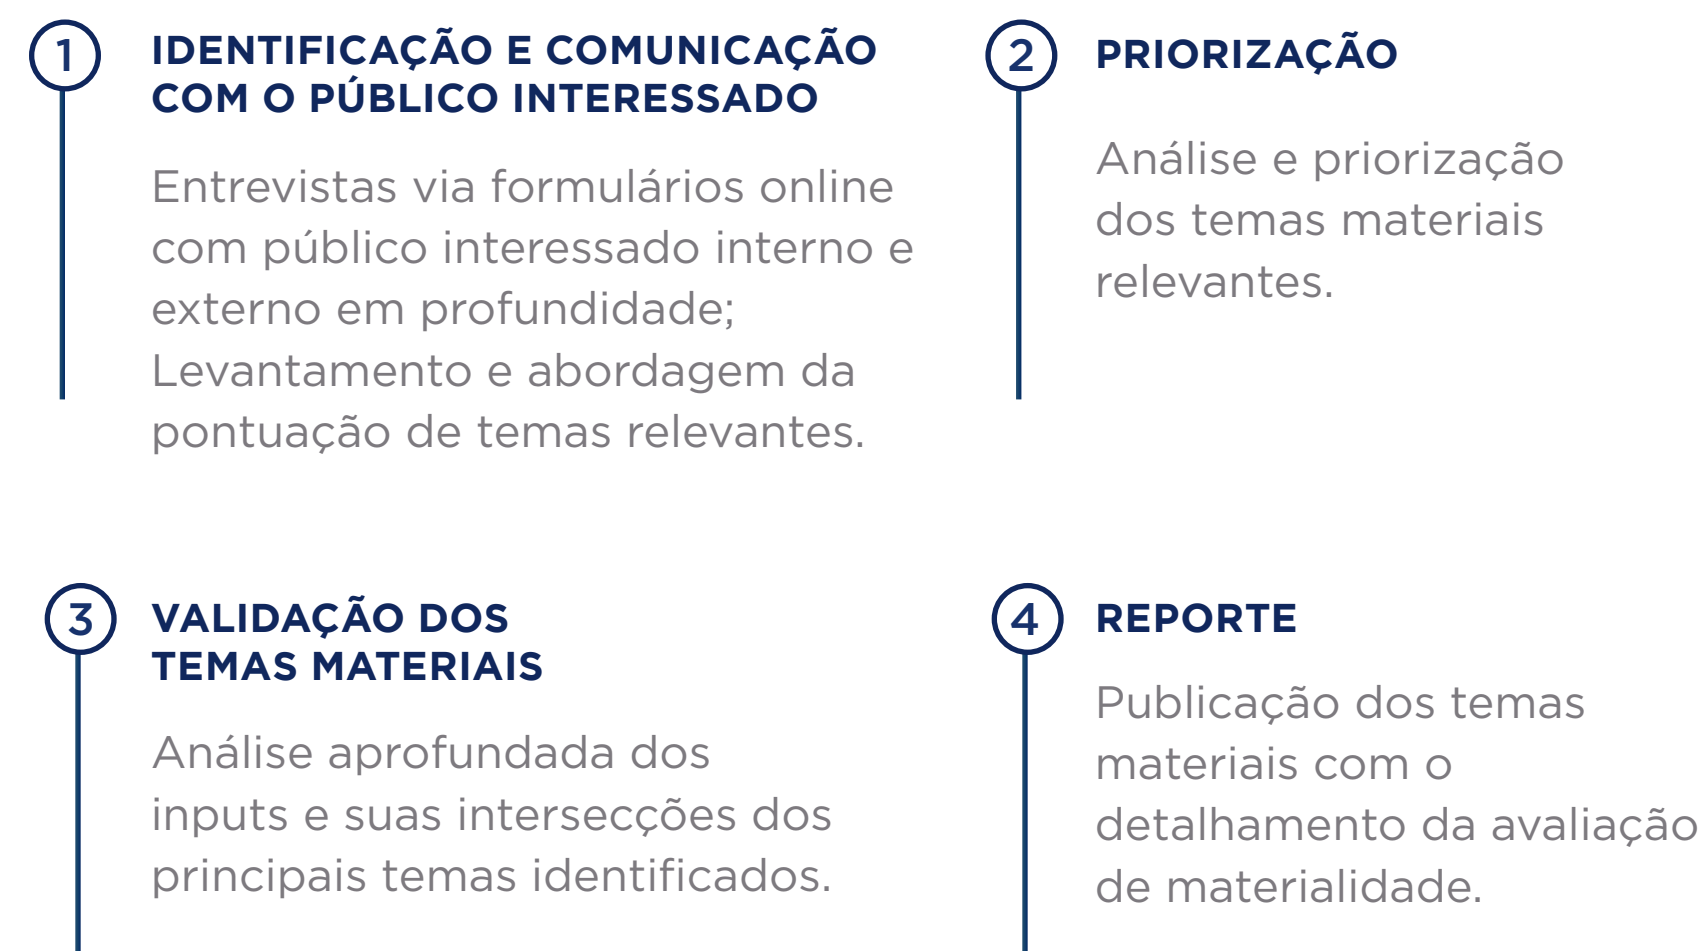 1
IDENTIFICAÇÃO E COMUNICAÇÃO
COM O PÚBLICO INTERESSADO
Entrevistas via formulários online
com público interessado interno e
externo em profundidade;
Levantamento e abordagem da
pontuação de temas relevantes.
2
PRIORIZAÇÃO
Análise e priorização
dos temas materiais
relevantes.
3
VALIDAÇÃO DOS
TEMAS MATERIAIS
Análise aprofundada dos
inputs e suas intersecções dos
principais temas identificados.
4
REPORTE
Publicação dos temas
materiais com o
detalhamento da avaliação
de materialidade.